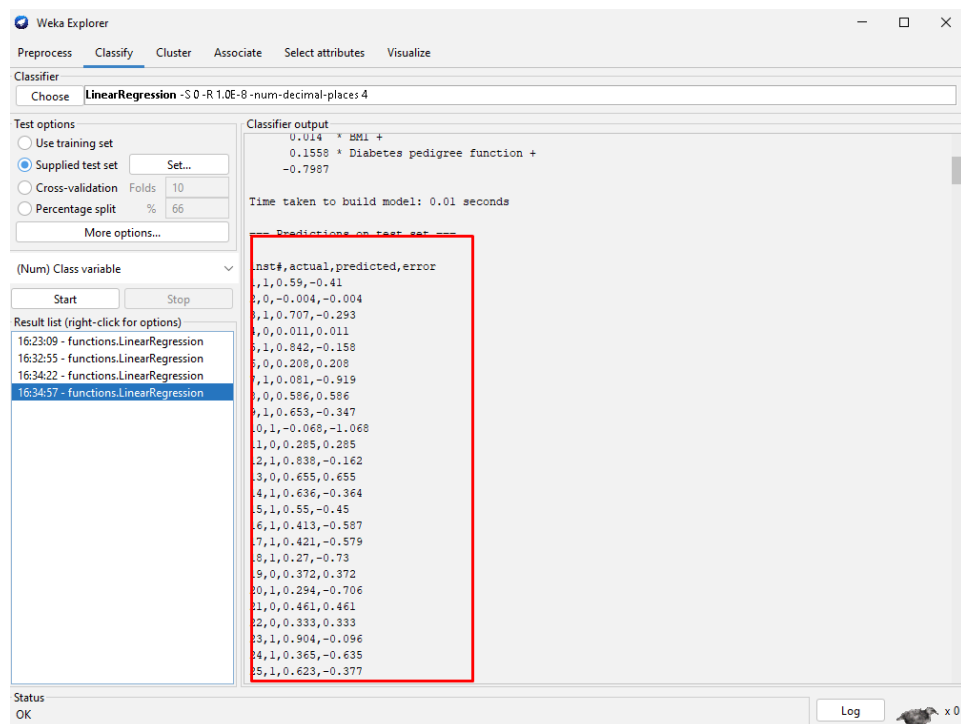 Weka Explorer
Preprocess Classify Cluster Associate Select attributes Visualize
Classifier
Choose LinearRegression -S 0 -R 1.0E-8 -num-decimal-places 4
Test options
Use training set
Supplied test set Set...
Cross-validation Folds 10
Percentage split % 66
More options...
(Num) Class variable
Start Stop
Result list (right-click for options)
16:23:09 - functions.LinearRegression
16:32:55 - functions.LinearRegression
16:34:22 - functions.LinearRegression
16:34:57 - functions.LinearRegression
Classifier output
0.014 * BMI +
0.1558 * Diabetes pedigree function +
-0.7987
Time taken to build model: 0.01 seconds
=== Predictions on test set ===
inst#,actual,predicted,error
1,1,0.59,-0.41
2,0,-0.004,-0.004
3,1,0.707,-0.293
4,0,0.011,0.011
5,1,0.842,-0.158
6,0,0.208,0.208
7,1,0.081,-0.919
8,0,0.586,0.586
9,1,0.653,-0.347
10,1,-0.068,-1.068
11,0,0.285,0.285
12,1,0.838,-0.162
13,0,0.655,0.655
14,1,0.636,-0.364
15,1,0.55,-0.45
16,1,0.413,-0.587
17,1,0.421,-0.579
18,1,0.27,-0.73
19,0,0.372,0.372
20,1,0.294,-0.706
21,0,0.461,0.461
22,0,0.333,0.333
23,1,0.904,-0.096
24,1,0.365,-0.635
25,1,0.623,-0.377
Status
OK
Log
x 0